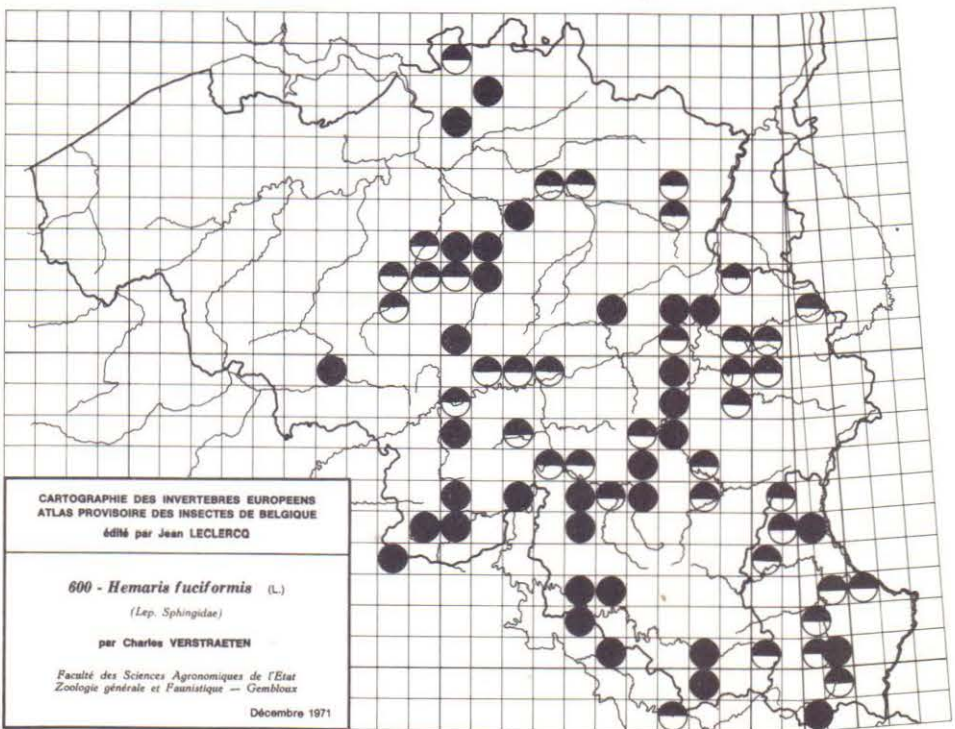 CARTOGRAPHIE DES INVERTEBRES EUROPEENS
ATLAS PROVISOIRE DES INSECTES DE BELGIQUE
édité par Jean LECLERCQ
600 - Hemaris fuciformis (L.)
(Lep. Sphingidae)
par Charles VERSTRAETEN
Faculté des Sciences Agronomiques de l'Etat
Zoologie générale et Faunistique — Gembloux
Décembre 1971